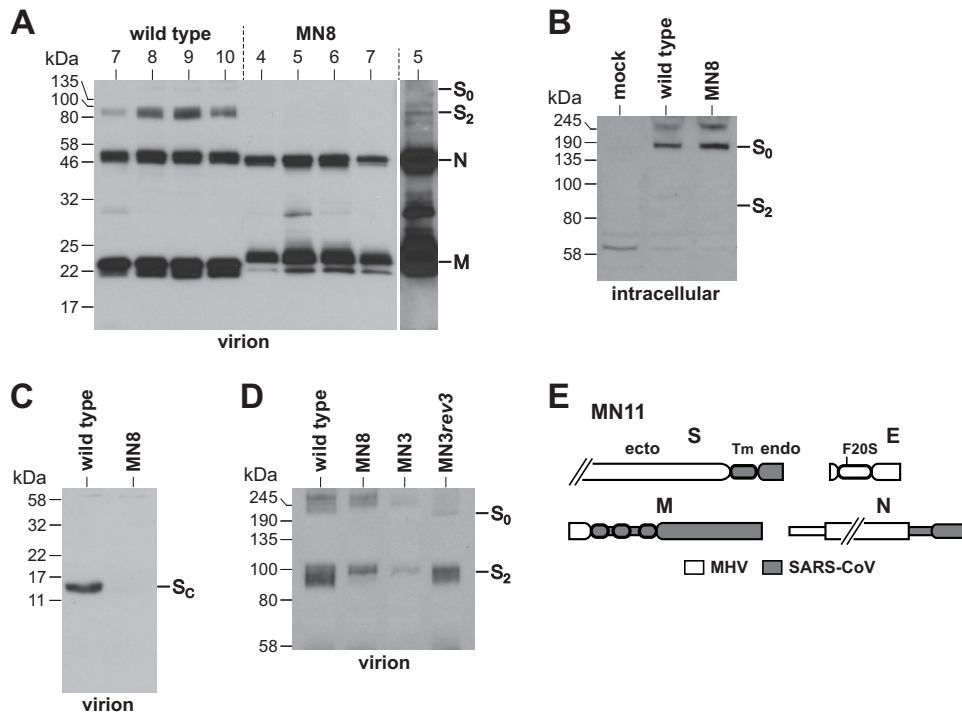 A
wild type
MN8
kDa
7 8 9 10 4 5 6 7 5
135
100
80
58
46
32
25
22
17
S0
S2
N
M
virion
B
mock
wild type
MN8
kDa
245
190
135
100
80
58
S0
S2
intracellular
C
wild type
MN8
kDa
58
32
22
17
11
SC
virion
D
wild type
MN8
MN3
MN3rev3
kDa
245
190
135
100
80
58
S0
S2
virion
E
MN11
S
ecto Tm endo
E
F20S
M
N
MHV SARS-CoV